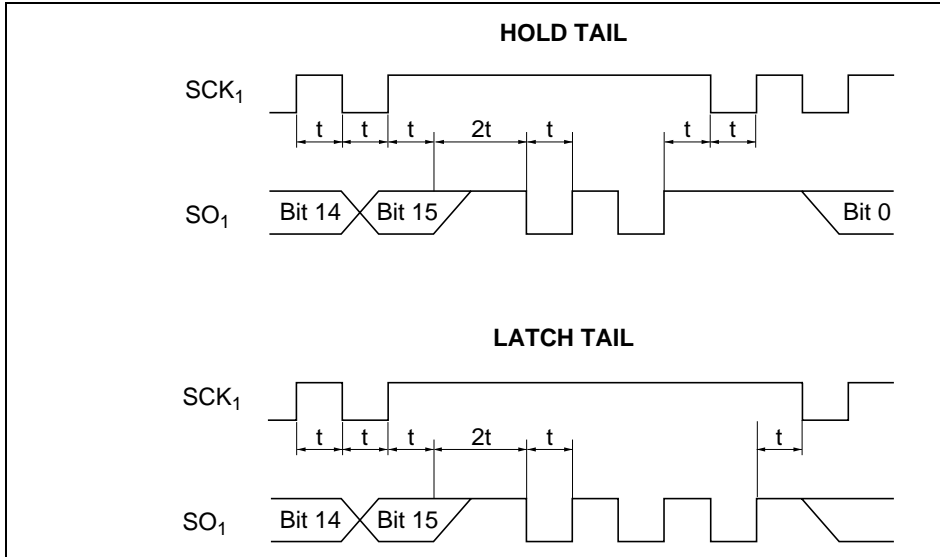 HOLD TAIL
SCK1
t t t 2t t t t
SO1 Bit 14 Bit 15 Bit 0
LATCH TAIL
SCK1
t t t 2t t t
SO1 Bit 14 Bit 15